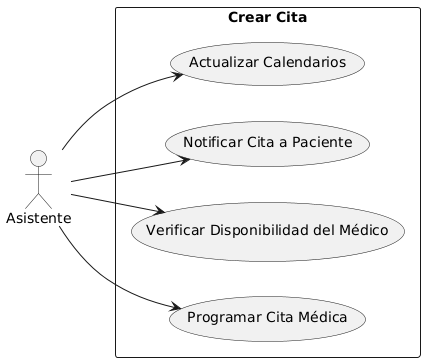 Crear Cita
Actualizar Calendarios
Notificar Cita a Paciente
Asistente
Verificar Disponibilidad del Médico
Programar Cita Médica